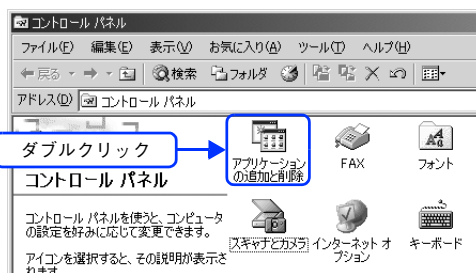 コントロール パネル
ファイル(F) 編集(E) 表示(V) お気に入り(A) ツール(T) ヘルプ(H)
戻る 検索 フォルダ
アドレス(D) コントロール パネル
ダブルクリック
コントロール パネル
コントロール パネルを使うと、コンピュータ
の設定を好みに応じて変更できます。
アイコンを選択すると、その説明が表示さ
れます
アプリケーション
の追加と削除
FAX
フォント
スキャナとカメラ
インターネット オ
プション
キーボード